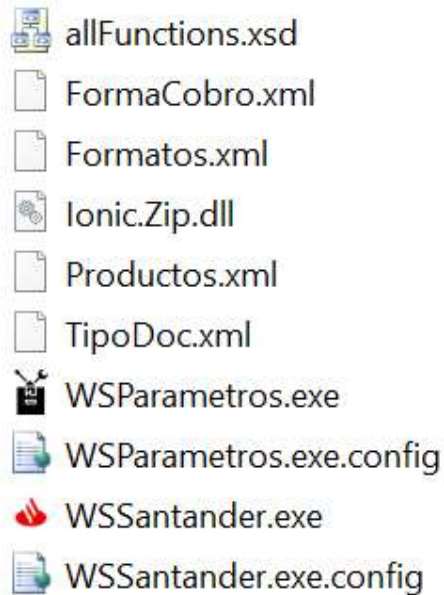 allFunctions.xsd
FormaCobro.xml
Formatos.xml
Ionic.Zip.dll
Productos.xml
TipoDoc.xml
WSParametros.exe
WSParametros.exe.config
WSSantander.exe
WSSantander.exe.config